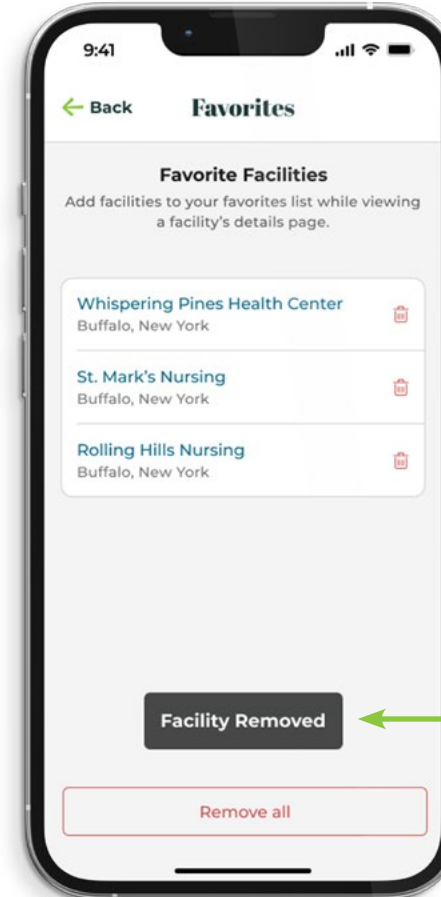 9:41
Back
Favorites
Favorite Facilities
Add facilities to your favorites list while viewing
a facility's details page.
Whispering Pines Health Center
Buffalo, New York
St. Mark's Nursing
Buffalo, New York
Rolling Hills Nursing
Buffalo, New York
Facility Removed
Remove all